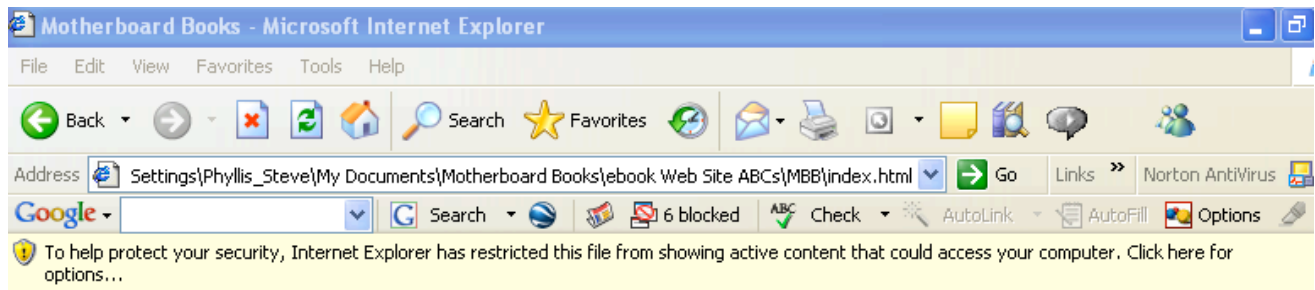 Motherboard Books - Microsoft Internet Explorer
File Edit View Favorites Tools Help
Back Search Favorites
Address Settings\Phyllis_Steve\My Documents\Motherboard Books\ebook Web Site ABCs\MBB\index.html Go Links » Norton AntiVirus
Google G Search 6 blocked ABC Check AutoLink AutoFill Options
To help protect your security, Internet Explorer has restricted this file from showing active content that could access your computer. Click here for
options...